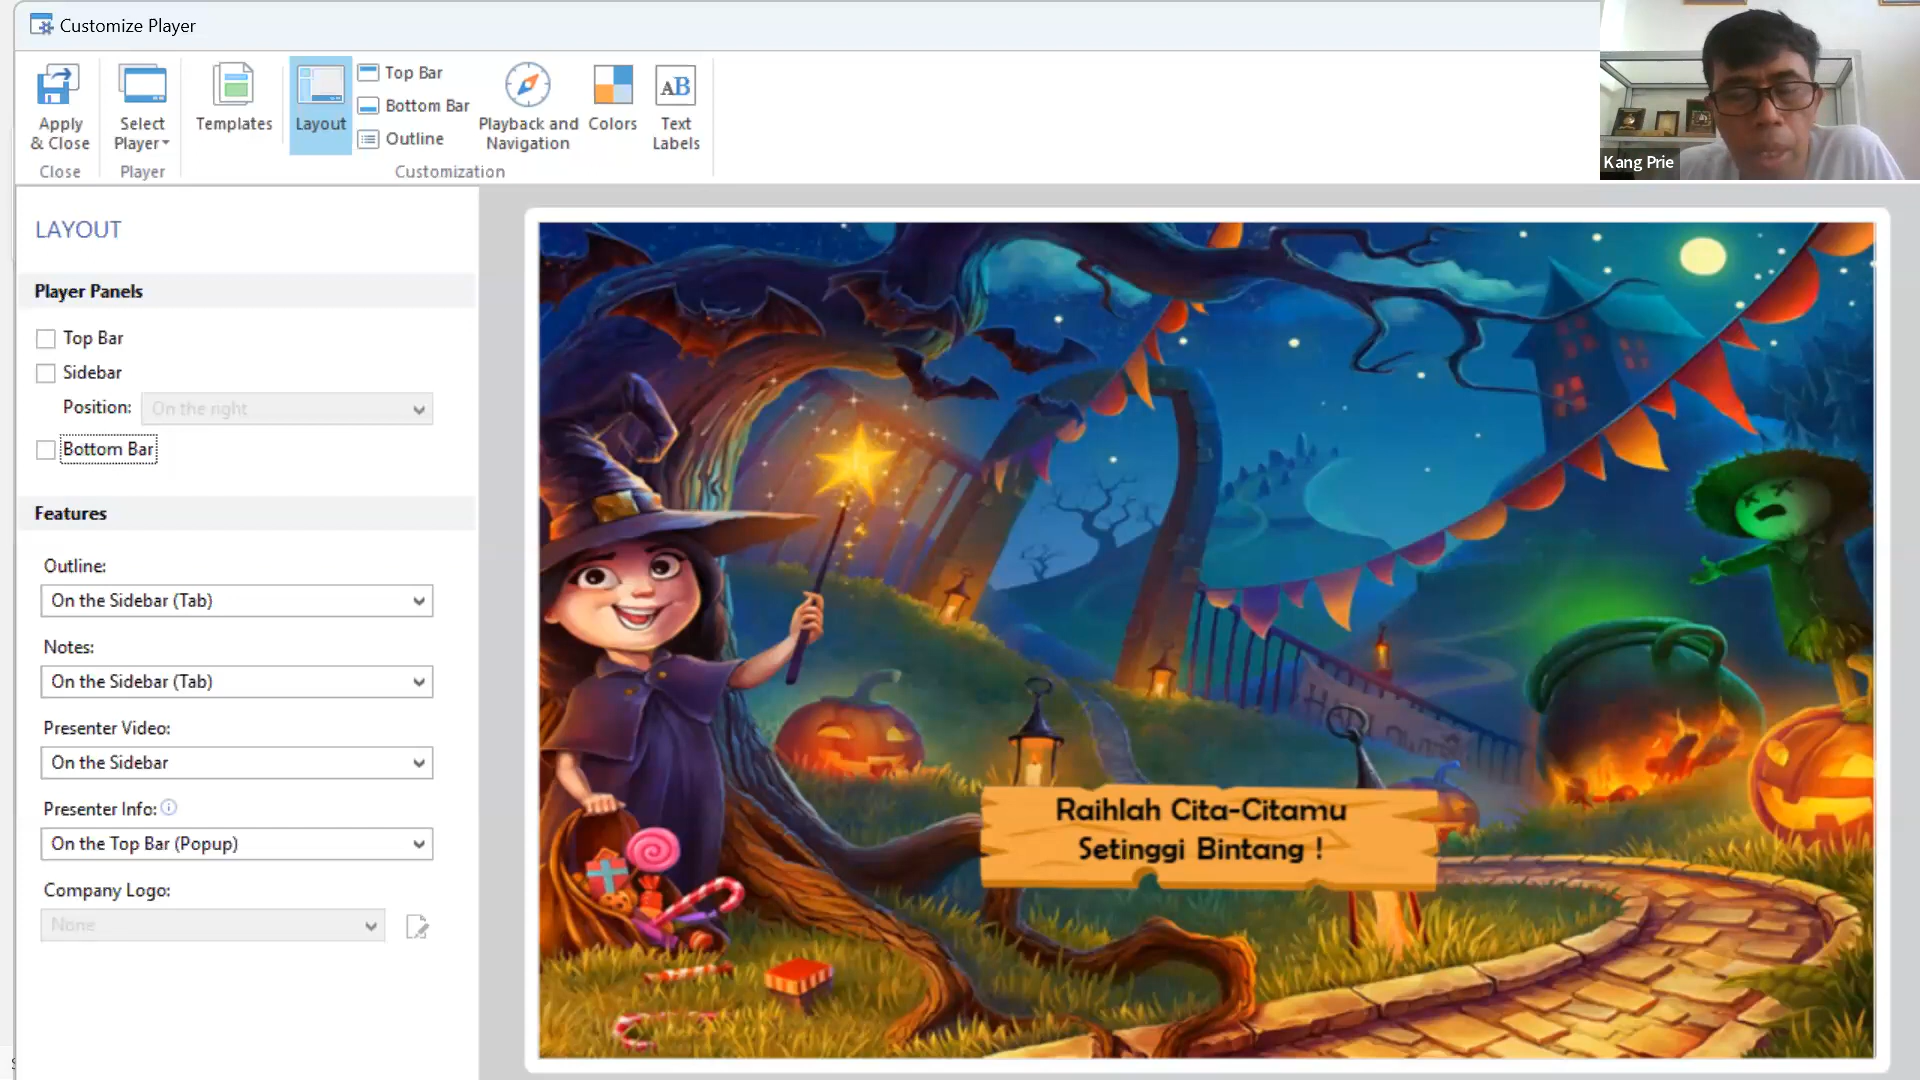 Customize Player
Apply
& Close
Select
Player
Templates
Layout
Top Bar
Bottom Bar
Outline
Playback and
Navigation
Colors
AB
Text
Labels
Close
Player
Customization
Kang Prie
LAYOUT
Player Panels
Top Bar
Sidebar
Position:
On the right
Bottom Bar
Features
Outline:
On the Sidebar (Tab)
Notes:
On the Sidebar (Tab)
Presenter Video:
On the Sidebar
Presenter Info:
On the Top Bar (Popup)
Company Logo:
None
Raihlah Cita-Citamu
Setinggi Bintang !